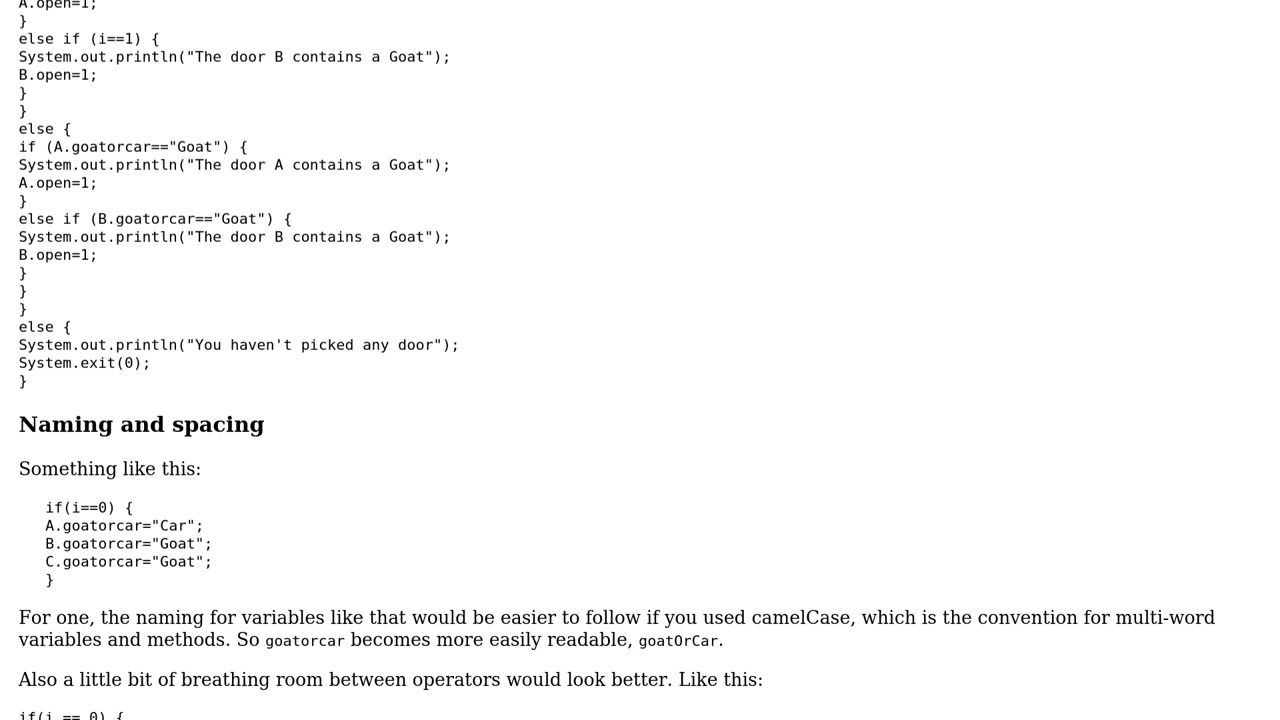 A.open=1;
}
else if (i==1) {
System.out.println("The door B contains a Goat");
B.open=1;
}
}
else {
if (A.goatorcar=="Goat") {
System.out.println("The door A contains a Goat");
A.open=1;
}
else if (B.goatorcar=="Goat") {
System.out.println("The door B contains a Goat");
B.open=1;
}
}
}
else {
System.out.println("You haven't picked any door");
System.exit(0);
}
Naming and spacing
Something like this:
if(i==0) {
A.goatorcar="Car";
B.goatorcar="Goat";
C.goatorcar="Goat";
}
For one, the naming for variables like that would be easier to follow if you used camelCase, which is the convention for multi-word
variables and methods. So goatorcar becomes more easily readable, goatOrCar.
Also a little bit of breathing room between operators would look better. Like this:
if(i == 0) {